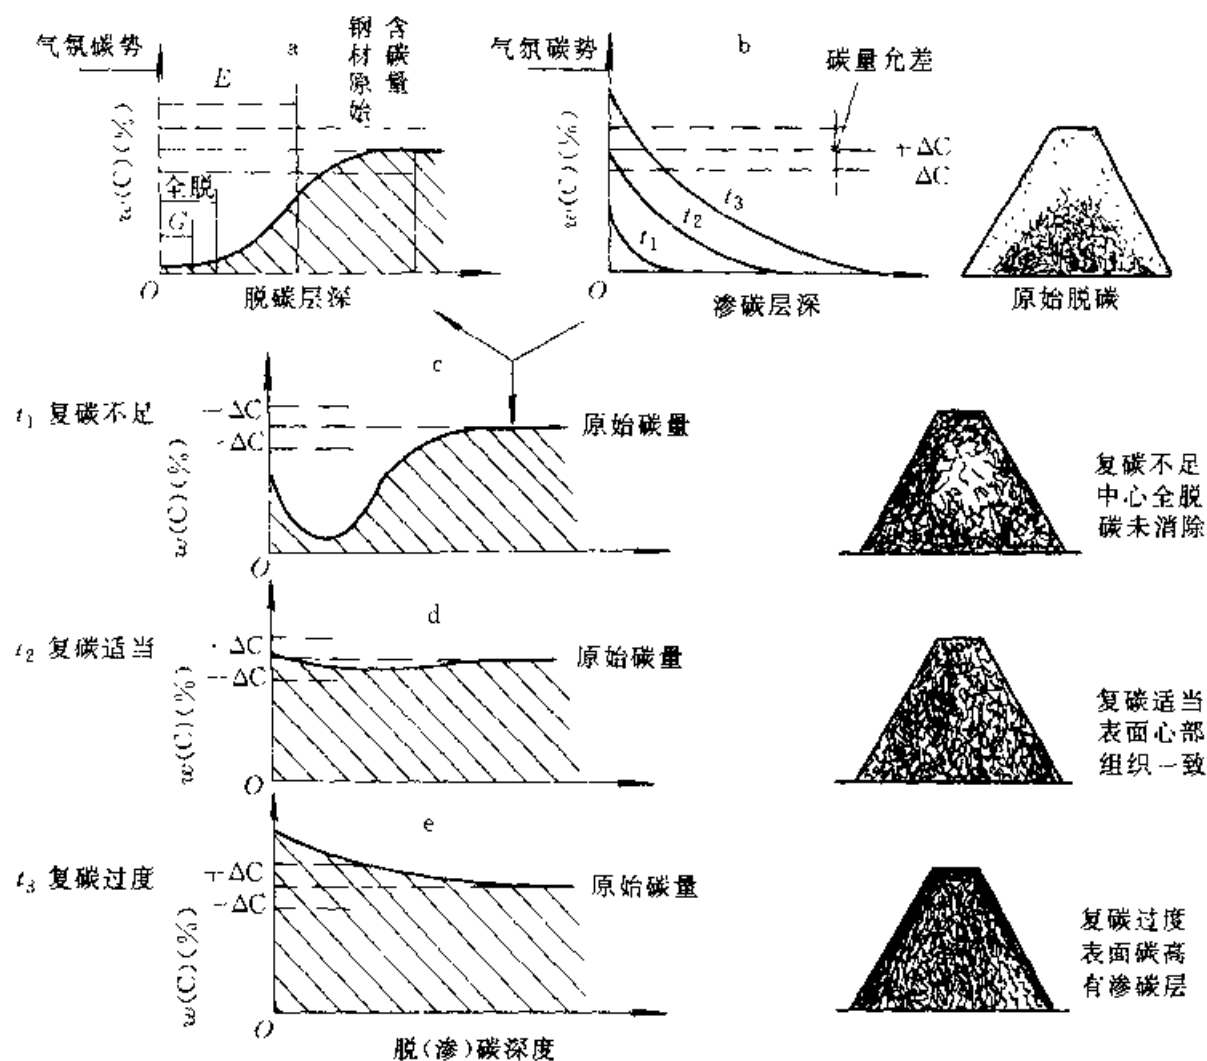 气氛碳势
a
钢材原始
含碳量
E
w(C)(%)
全脱
G
O
脱碳层深
气氛碳势
b
碳量允差
w(C)(%)
+ΔC
ΔC
t1
t2
t3
O
渗碳层深
原始脱碳
c
t1 复碳不足
-ΔC
-ΔC
w(C)(%)
原始碳量
O
复碳不足
中心全脱
碳未消除
d
t2 复碳适当
·ΔC
-ΔC
w(C)(%)
原始碳量
O
复碳适当
表面心部
组织一致
e
t3 复碳过度
+ΔC
-ΔC
w(C)(%)
原始碳量
O
脱(渗)碳深度
复碳过度
表面碳高
有渗碳层